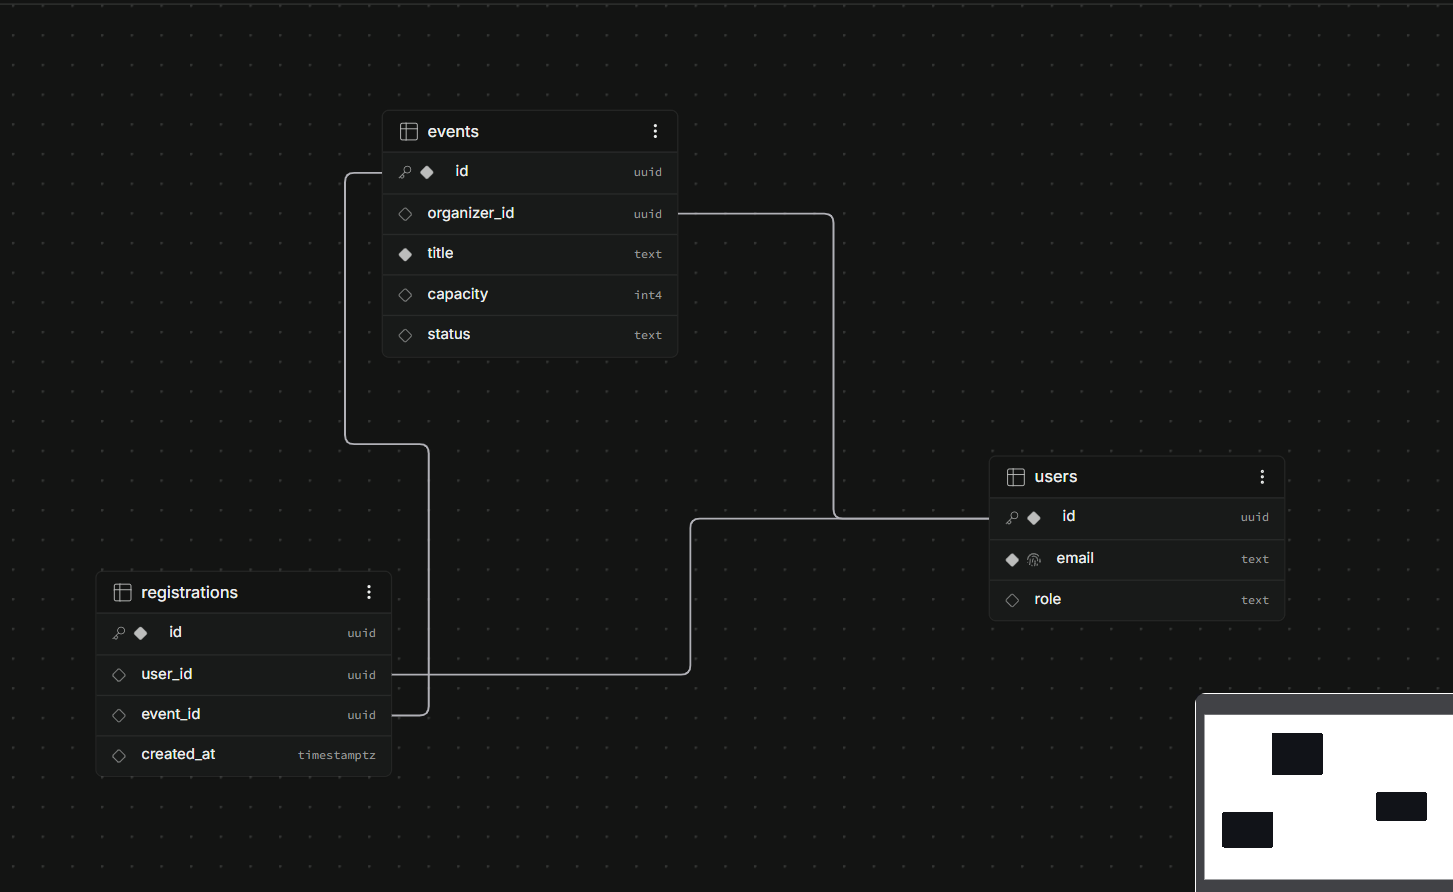 events
id uuid
organizer_id uuid
title text
capacity int4
status text
users
id uuid
email text
role text
registrations
id uuid
user_id uuid
event_id uuid
created_at timestamptz